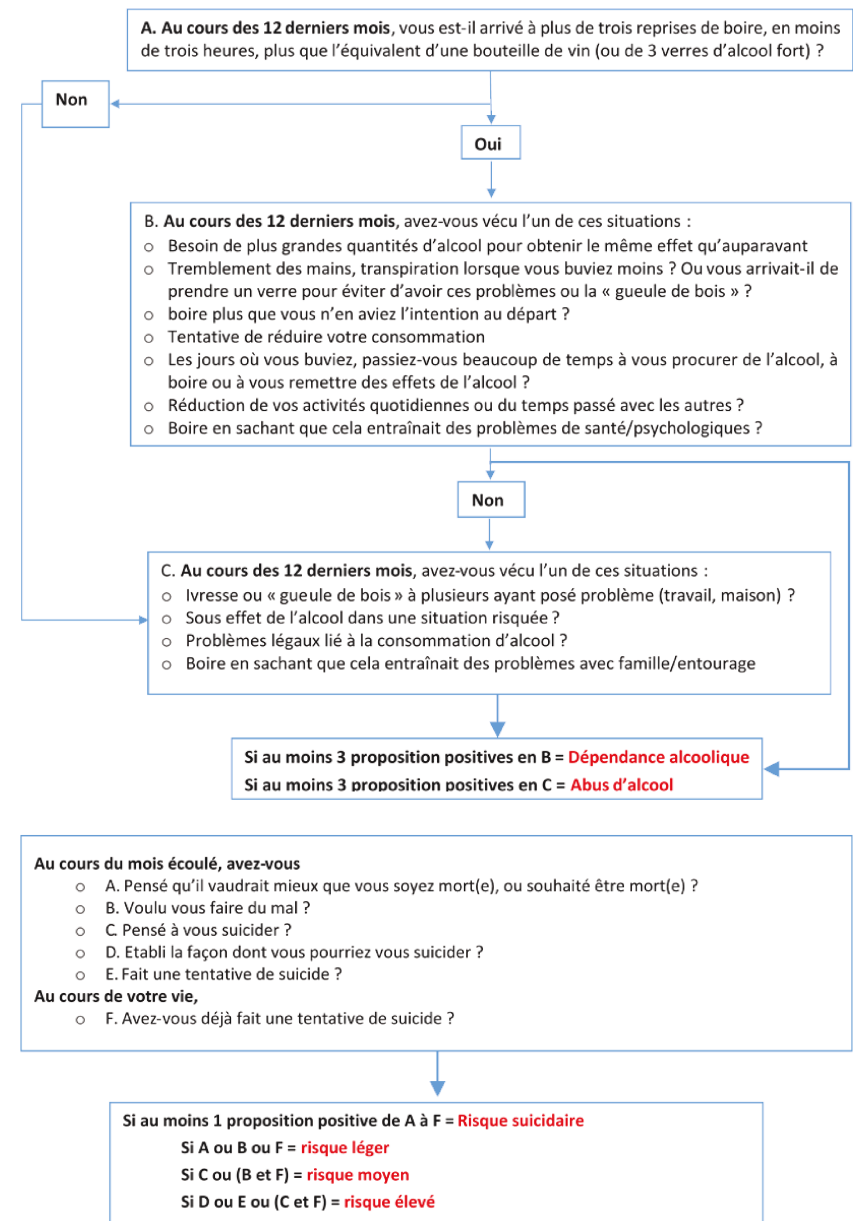 A. Au cours des 12 derniers mois, vous est-il arrivé à plus de trois reprises de boire, en moins
de trois heures, plus que l'équivalent d'une bouteille de vin (ou de 3 verres d'alcool fort) ?
Non
Oui
B. Au cours des 12 derniers mois, avez-vous vécu l'un de ces situations :
o Besoin de plus grandes quantités d'alcool pour obtenir le même effet qu'auparavant
o Tremblement des mains, transpiration lorsque vous buviez moins ? Ou vous arrivait-il de
prendre un verre pour éviter d'avoir ces problèmes ou la « gueule de bois » ?
o boire plus que vous n'en aviez l'intention au départ ?
o Tentative de réduire votre consommation
o Les jours où vous buviez, passiez-vous beaucoup de temps à vous procurer de l'alcool, à
boire ou à vous remettre des effets de l'alcool ?
o Réduction de vos activités quotidiennes ou du temps passé avec les autres ?
o Boire en sachant que cela entraînait des problèmes de santé/psychologiques ?
Non
C. Au cours des 12 derniers mois, avez-vous vécu l'un de ces situations :
o Ivresse ou « gueule de bois » à plusieurs ayant posé problème (travail, maison) ?
o Sous effet de l'alcool dans une situation risquée ?
o Problèmes légaux lié à la consommation d'alcool ?
o Boire en sachant que cela entraînait des problèmes avec famille/entourage
Si au moins 3 proposition positives en B = Dépendance alcoolique
Si au moins 3 proposition positives en C = Abus d'alcool
Au cours du mois écoulé, avez-vous
o A. Pensé qu'il vaudrait mieux que vous soyez mort(e), ou souhaité être mort(e) ?
o B. Voulu vous faire du mal ?
o C. Pensé à vous suicider ?
o D. Etabli la façon dont vous pourriez vous suicider ?
o E. Fait une tentative de suicide ?
Au cours de votre vie,
o F. Avez-vous déjà fait une tentative de suicide ?
Si au moins 1 proposition positive de A à F = Risque suicidaire
Si A ou B ou F = risque léger
Si C ou (B et F) = risque moyen
Si D ou E ou (C et F) = risque élevé